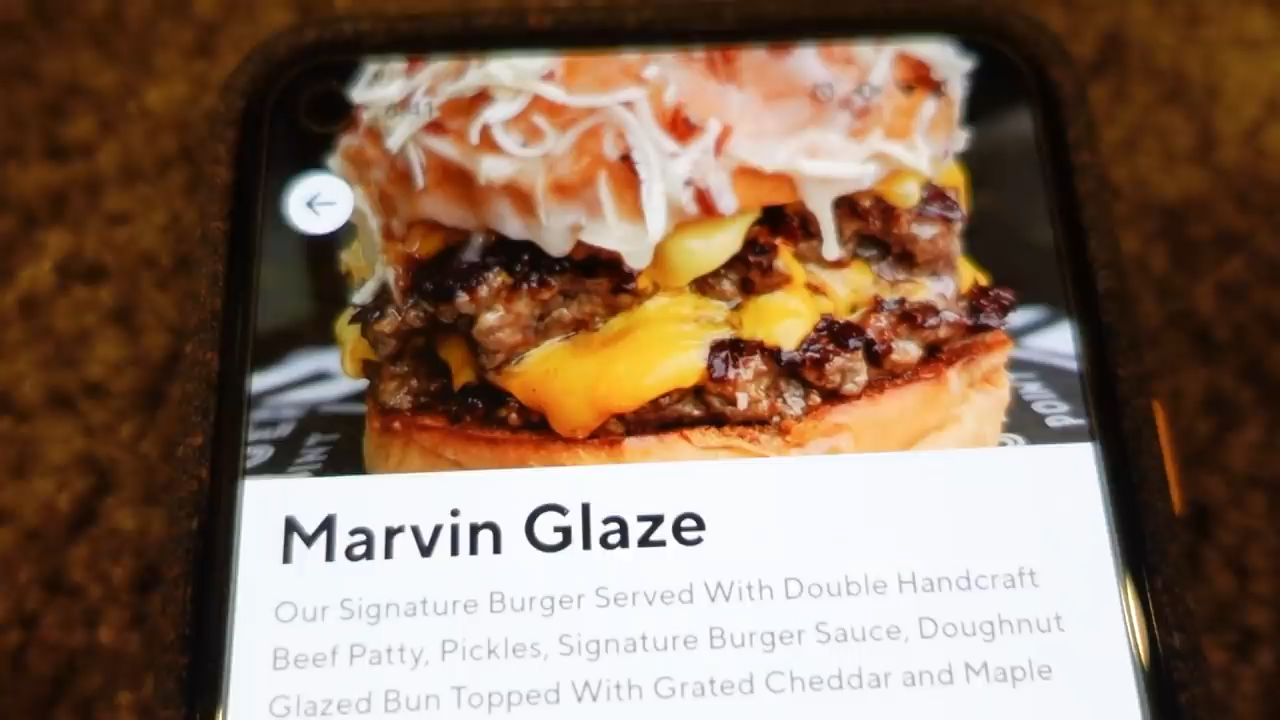 Marvin Glaze
Our Signature Burger Served With Double Handcraft
Beef Patty, Pickles, Signature Burger Sauce, Doughnut
Glazed Bun Topped With Grated Cheddar and Maple